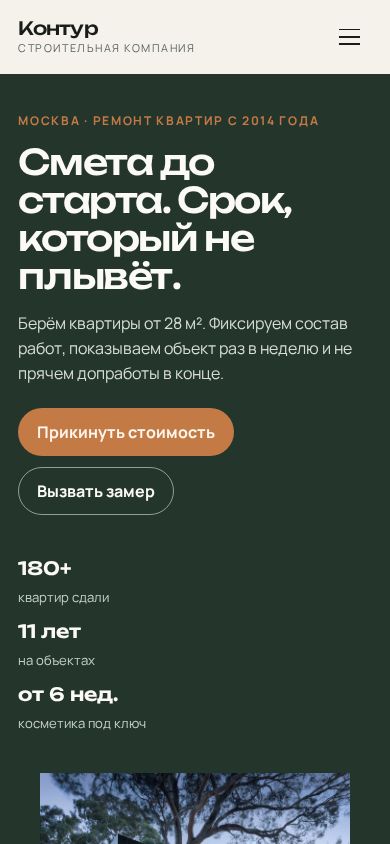 Контур
СТРОИТЕЛЬНАЯ КОМПАНИЯ
МОСКВА · РЕМОНТ КВАРТИР С 2014 ГОДА
Смета до
старта. Срок,
который не
плывёт.
Берём квартиры от 28 м². Фиксируем состав
работ, показываем объект раз в неделю и не
прячем допработы в конце.
Прикинуть стоимость
Вызвать замер
180+
квартир сдали
11 лет
на объектах
от 6 нед.
косметика под ключ